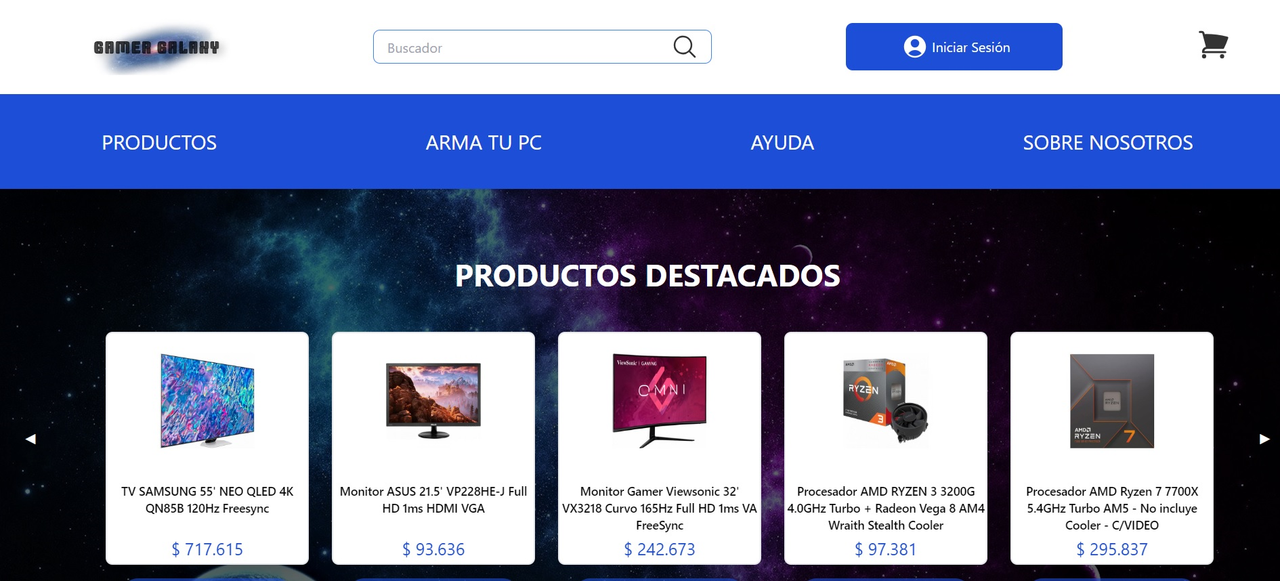 GAMER GALAXY
Buscador
Iniciar Sesión
PRODUCTOS
ARMA TU PC
AYUDA
SOBRE NOSOTROS
PRODUCTOS DESTACADOS
ViewSonic | GAMING
OMNI
AMD
RYZEN
3
AMD
RYZEN 7
TV SAMSUNG 55' NEO QLED 4K
QN85B 120Hz Freesync
$ 717.615
Monitor ASUS 21.5' VP228HE-J Full
HD 1ms HDMI VGA
$ 93.636
Monitor Gamer Viewsonic 32'
VX3218 Curvo 165Hz Full HD 1ms VA
FreeSync
$ 242.673
Procesador AMD RYZEN 3 3200G
4.0GHz Turbo + Radeon Vega 8 AM4
Wraith Stealth Cooler
$ 97.381
Procesador AMD Ryzen 7 7700X
5.4GHz Turbo AM5 - No incluye
Cooler - C/VIDEO
$ 295.837